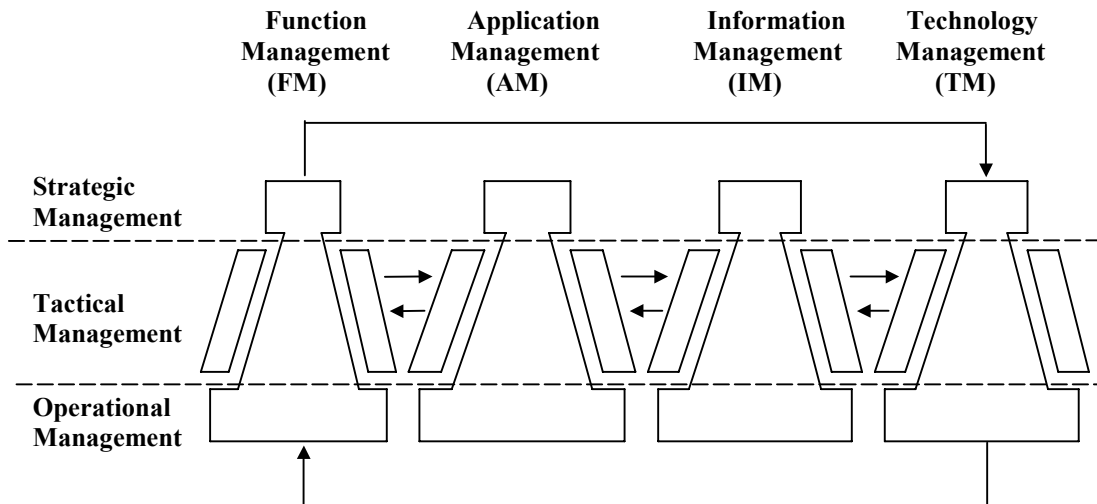 Function
Management
(FM)
Application
Management
(AM)
Information
Management
(IM)
Technology
Management
(TM)
Strategic
Management
Tactical
Management
Operational
Management